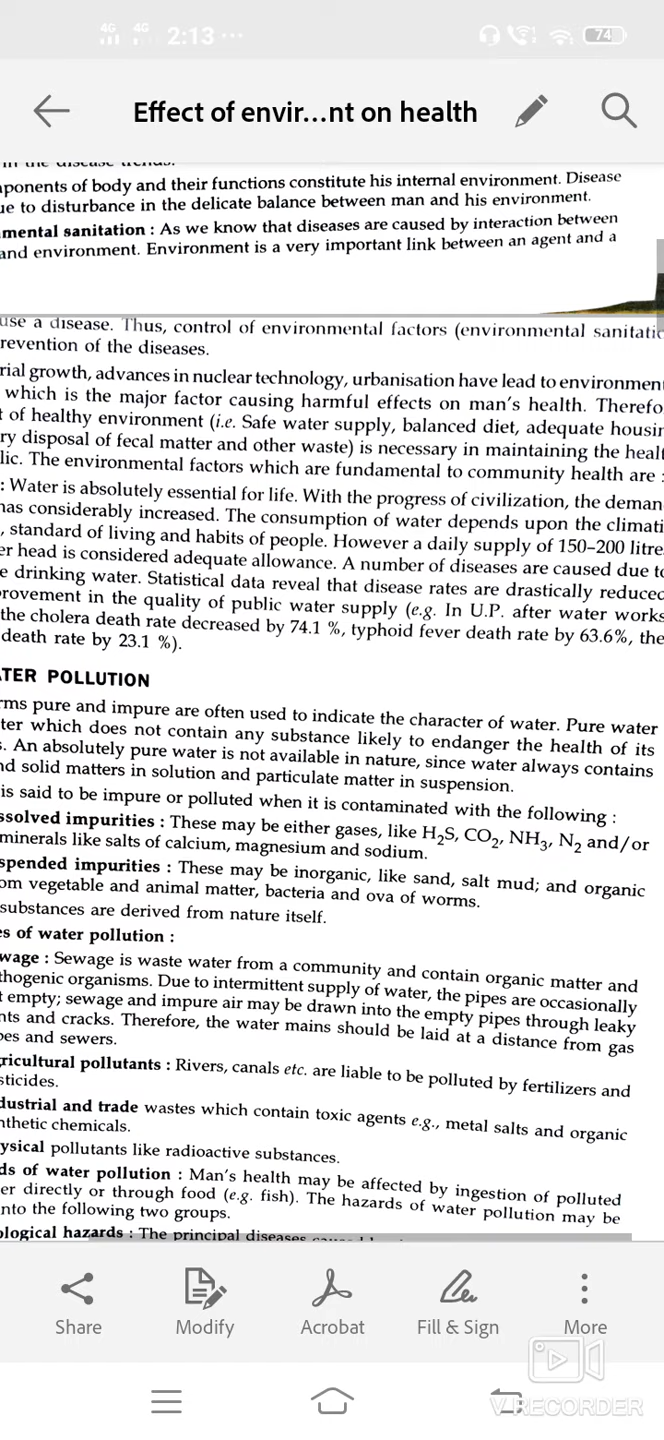 4G 4G 2:13 ... 74
Effect of envir...nt on health
in the disease trends.
ponents of body and their functions constitute his internal environment. Disease
ue to disturbance in the delicate balance between man and his environment.
mental sanitation : As we know that diseases are caused by interaction between
and environment. Environment is a very important link between an agent and a
use a disease. Thus, control of environmental factors (environmental sanitatic
revention of the diseases.
rial growth, advances in nuclear technology, urbanisation have lead to environmen
which is the major factor causing harmful effects on man's health. Therefo
t of healthy environment (i.e. Safe water supply, balanced diet, adequate housin
ry disposal of fecal matter and other waste) is necessary in maintaining the healt
lic. The environmental factors which are fundamental to community health are :
: Water is absolutely essential for life. With the progress of civilization, the deman
has considerably increased. The consumption of water depends upon the climati
, standard of living and habits of people. However a daily supply of 150–200 litre
er head is considered adequate allowance. A number of diseases are caused due to
e drinking water. Statistical data reveal that disease rates are drastically reduced
provement in the quality of public water supply (e.g. In U.P. after water works
the cholera death rate decreased by 74.1 %, typhoid fever death rate by 63.6%, the
death rate by 23.1 %).
TER POLLUTION
rms pure and impure are often used to indicate the character of water. Pure water
ter which does not contain any substance likely to endanger the health of its
s. An absolutely pure water is not available in nature, since water always contains
nd solid matters in solution and particulate matter in suspension.
is said to be impure or polluted when it is contaminated with the following :
ssolved impurities : These may be either gases, like H₂S, CO₂, NH₃, N₂ and/or
minerals like salts of calcium, magnesium and sodium.
spended impurities : These may be inorganic, like sand, salt mud; and organic
om vegetable and animal matter, bacteria and ova of worms.
substances are derived from nature itself.
es of water pollution :
wage : Sewage is waste water from a community and contain organic matter and
thogenic organisms. Due to intermittent supply of water, the pipes are occasionally
t empty; sewage and impure air may be drawn into the empty pipes through leaky
nts and cracks. Therefore, the water mains should be laid at a distance from gas
pes and sewers.
gricultural pollutants : Rivers, canals etc. are liable to be polluted by fertilizers and
sticides.
dustrial and trade wastes which contain toxic agents e.g., metal salts and organic
nthetic chemicals.
ysical pollutants like radioactive substances.
ds of water pollution : Man's health may be affected by ingestion of polluted
er directly or through food (e.g. fish). The hazards of water pollution may be
nto the following two groups.
ological hazards : The principal diseases
Share Modify Acrobat Fill & Sign More
V RECORDER